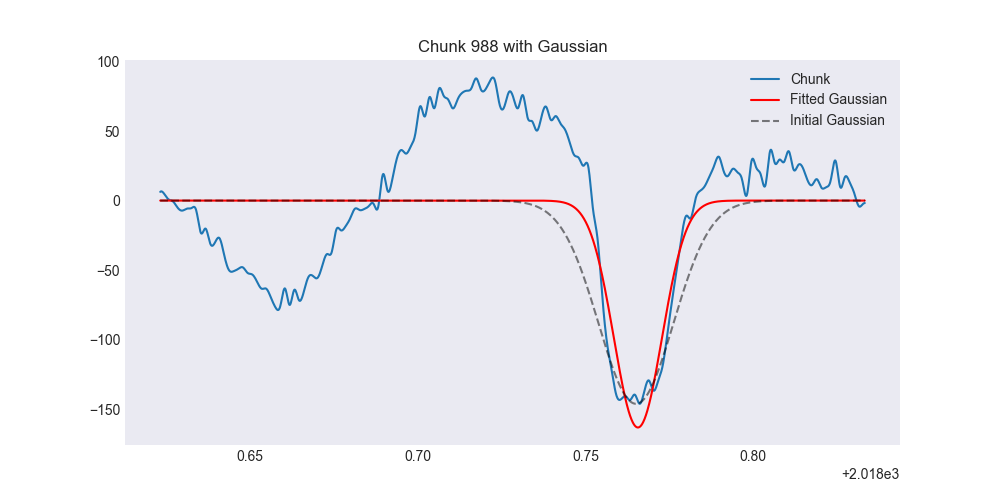 Chunk 988 with Gaussian
100
50
0
−50
−100
−150
Chunk
Fitted Gaussian
Initial Gaussian
0.65 0.70 0.75 0.80
+2.018e3